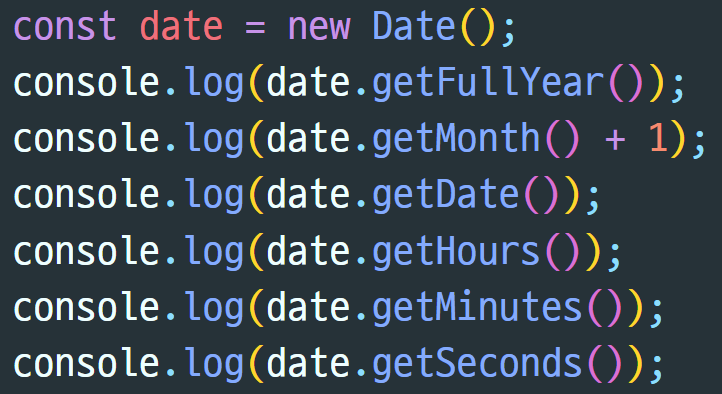 const date = new Date();
console.log(date.getFullYear());
console.log(date.getMonth() + 1);
console.log(date.getDate());
console.log(date.getHours());
console.log(date.getMinutes());
console.log(date.getSeconds());